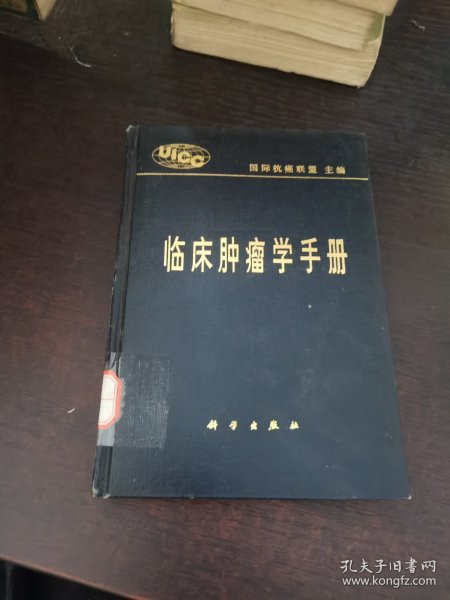 UICC
国际抗癌联盟 主编
临床肿瘤学手册
科学出版社
孔夫子旧书网
www.kongfz.com